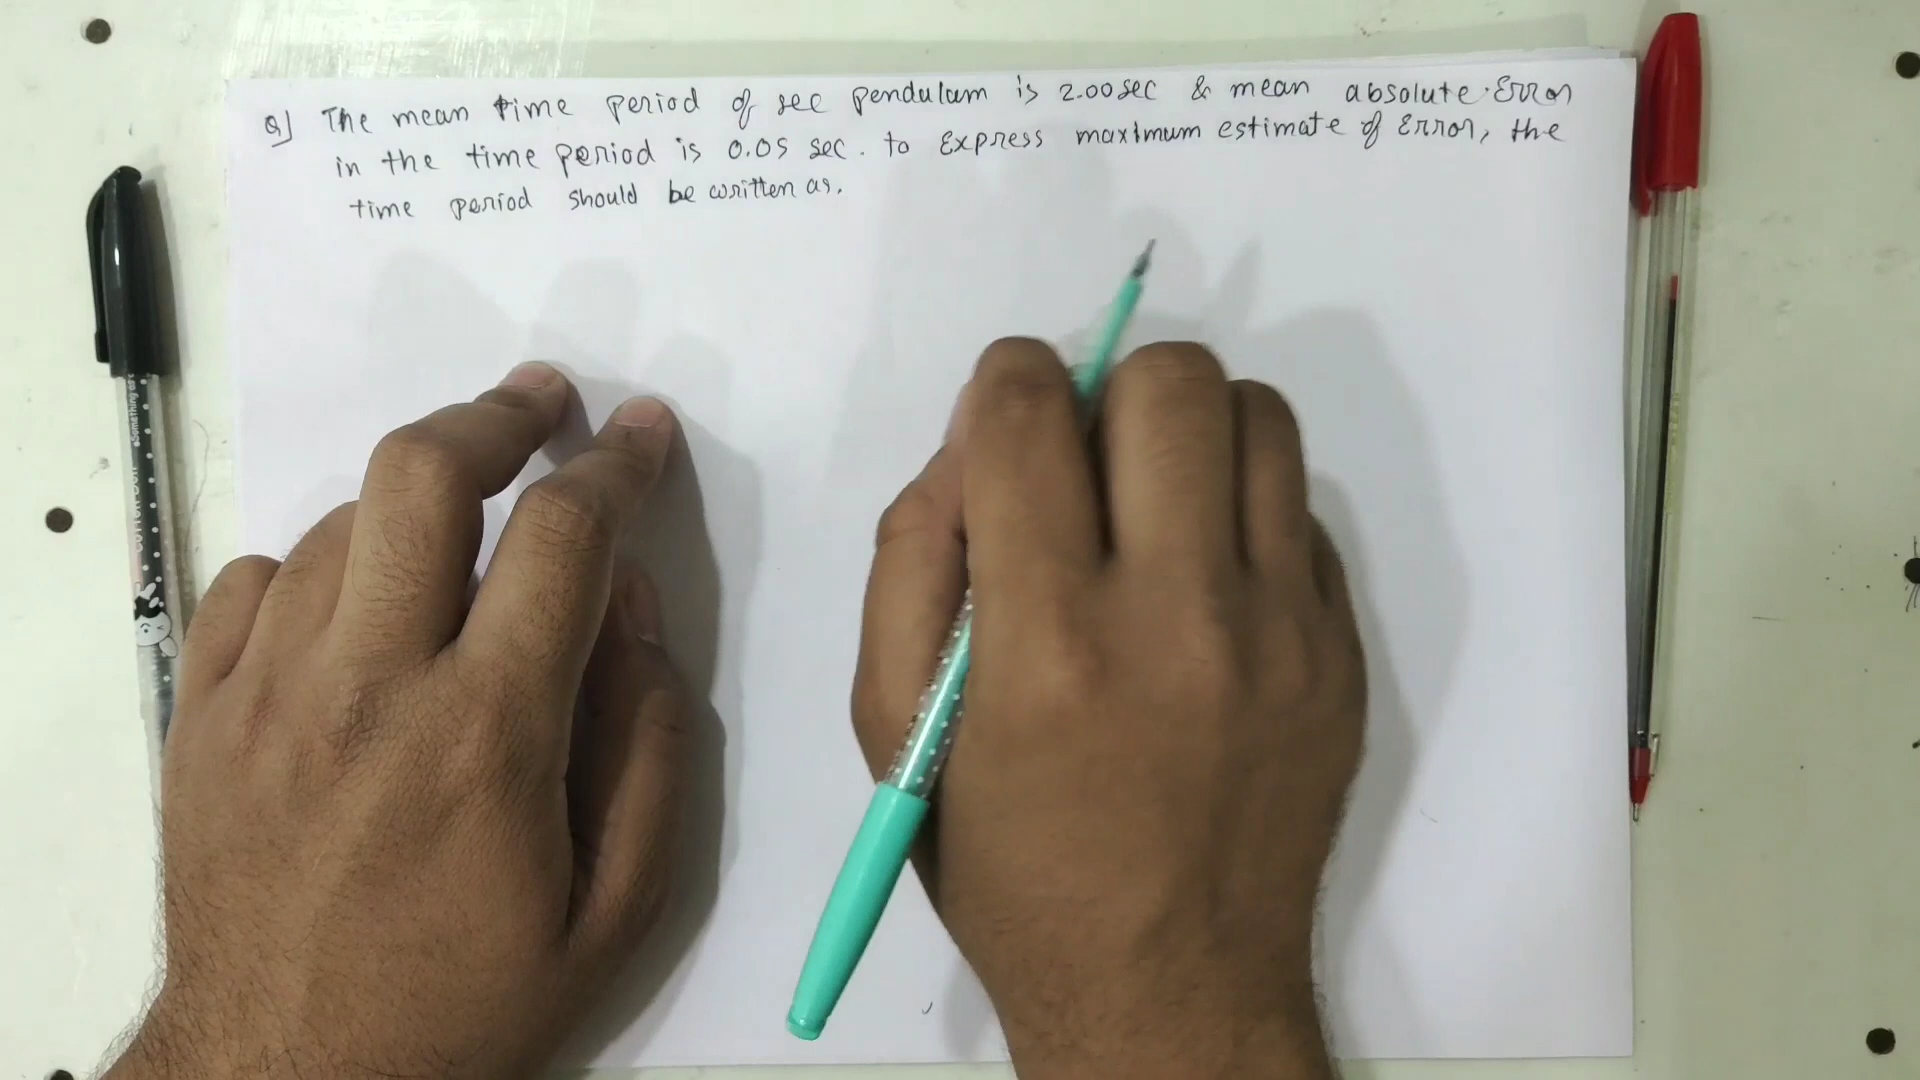 Q] The mean time period of sec pendulam is 2.00 sec & mean absolute Error
in the time period is 0.05 sec. to Express maximum estimate of Error, the
time period should be written as.